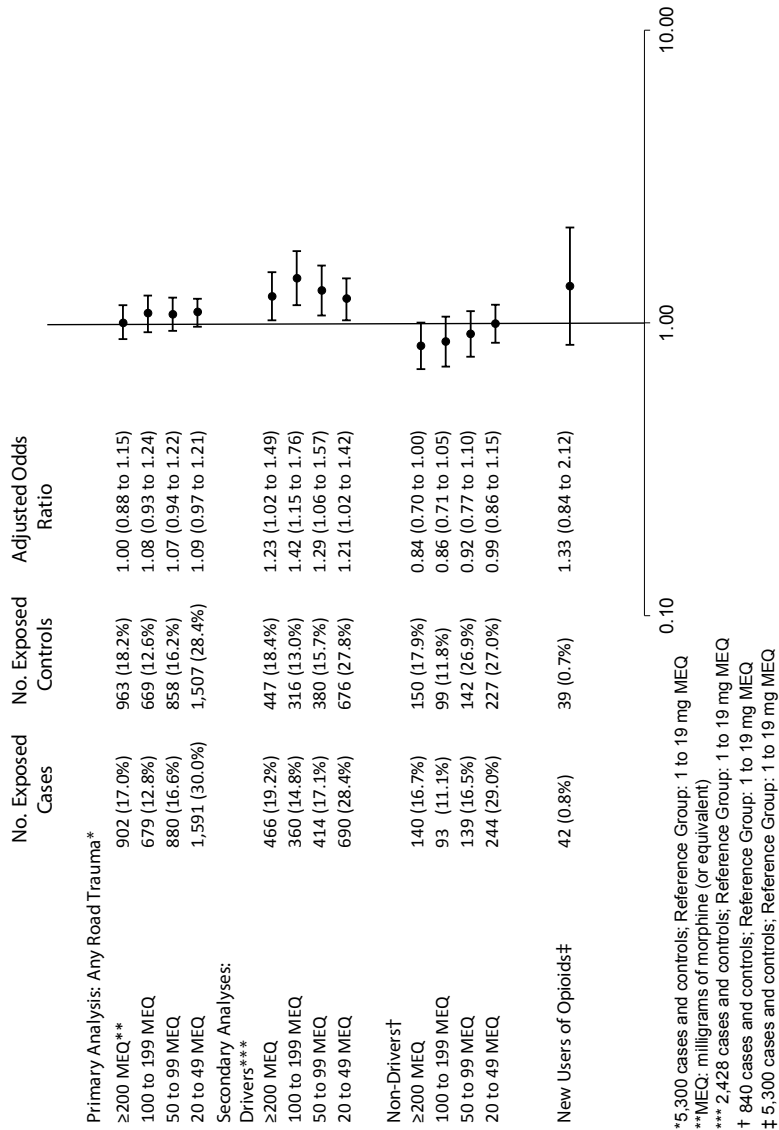 No. Exposed Cases No. Exposed Controls Adjusted Odds Ratio
Primary Analysis: Any Road Trauma*
≥200 MEQ** 902 (17.0%) 963 (18.2%) 1.00 (0.88 to 1.15)
100 to 199 MEQ 679 (12.8%) 669 (12.6%) 1.08 (0.93 to 1.24)
50 to 99 MEQ 880 (16.6%) 858 (16.2%) 1.07 (0.94 to 1.22)
20 to 49 MEQ 1,591 (30.0%) 1,507 (28.4%) 1.09 (0.97 to 1.21)
Secondary Analyses:
Drivers***
≥200 MEQ 466 (19.2%) 447 (18.4%) 1.23 (1.02 to 1.49)
100 to 199 MEQ 360 (14.8%) 316 (13.0%) 1.42 (1.15 to 1.76)
50 to 99 MEQ 414 (17.1%) 380 (15.7%) 1.29 (1.06 to 1.57)
20 to 49 MEQ 690 (28.4%) 676 (27.8%) 1.21 (1.02 to 1.42)
Non-Drivers†
≥200 MEQ 140 (16.7%) 150 (17.9%) 0.84 (0.70 to 1.00)
100 to 199 MEQ 93 (11.1%) 99 (11.8%) 0.86 (0.71 to 1.05)
50 to 99 MEQ 139 (16.5%) 142 (26.9%) 0.92 (0.77 to 1.10)
20 to 49 MEQ 244 (29.0%) 227 (27.0%) 0.99 (0.86 to 1.15)
New Users of Opioids‡ 42 (0.8%) 39 (0.7%) 1.33 (0.84 to 2.12)
0.10 1.00 10.00
*5,300 cases and controls; Reference Group: 1 to 19 mg MEQ
**MEQ: milligrams of morphine (or equivalent)
*** 2,428 cases and controls; Reference Group: 1 to 19 mg MEQ
† 840 cases and controls; Reference Group: 1 to 19 mg MEQ
‡ 5,300 cases and controls; Reference Group: 1 to 19 mg MEQ